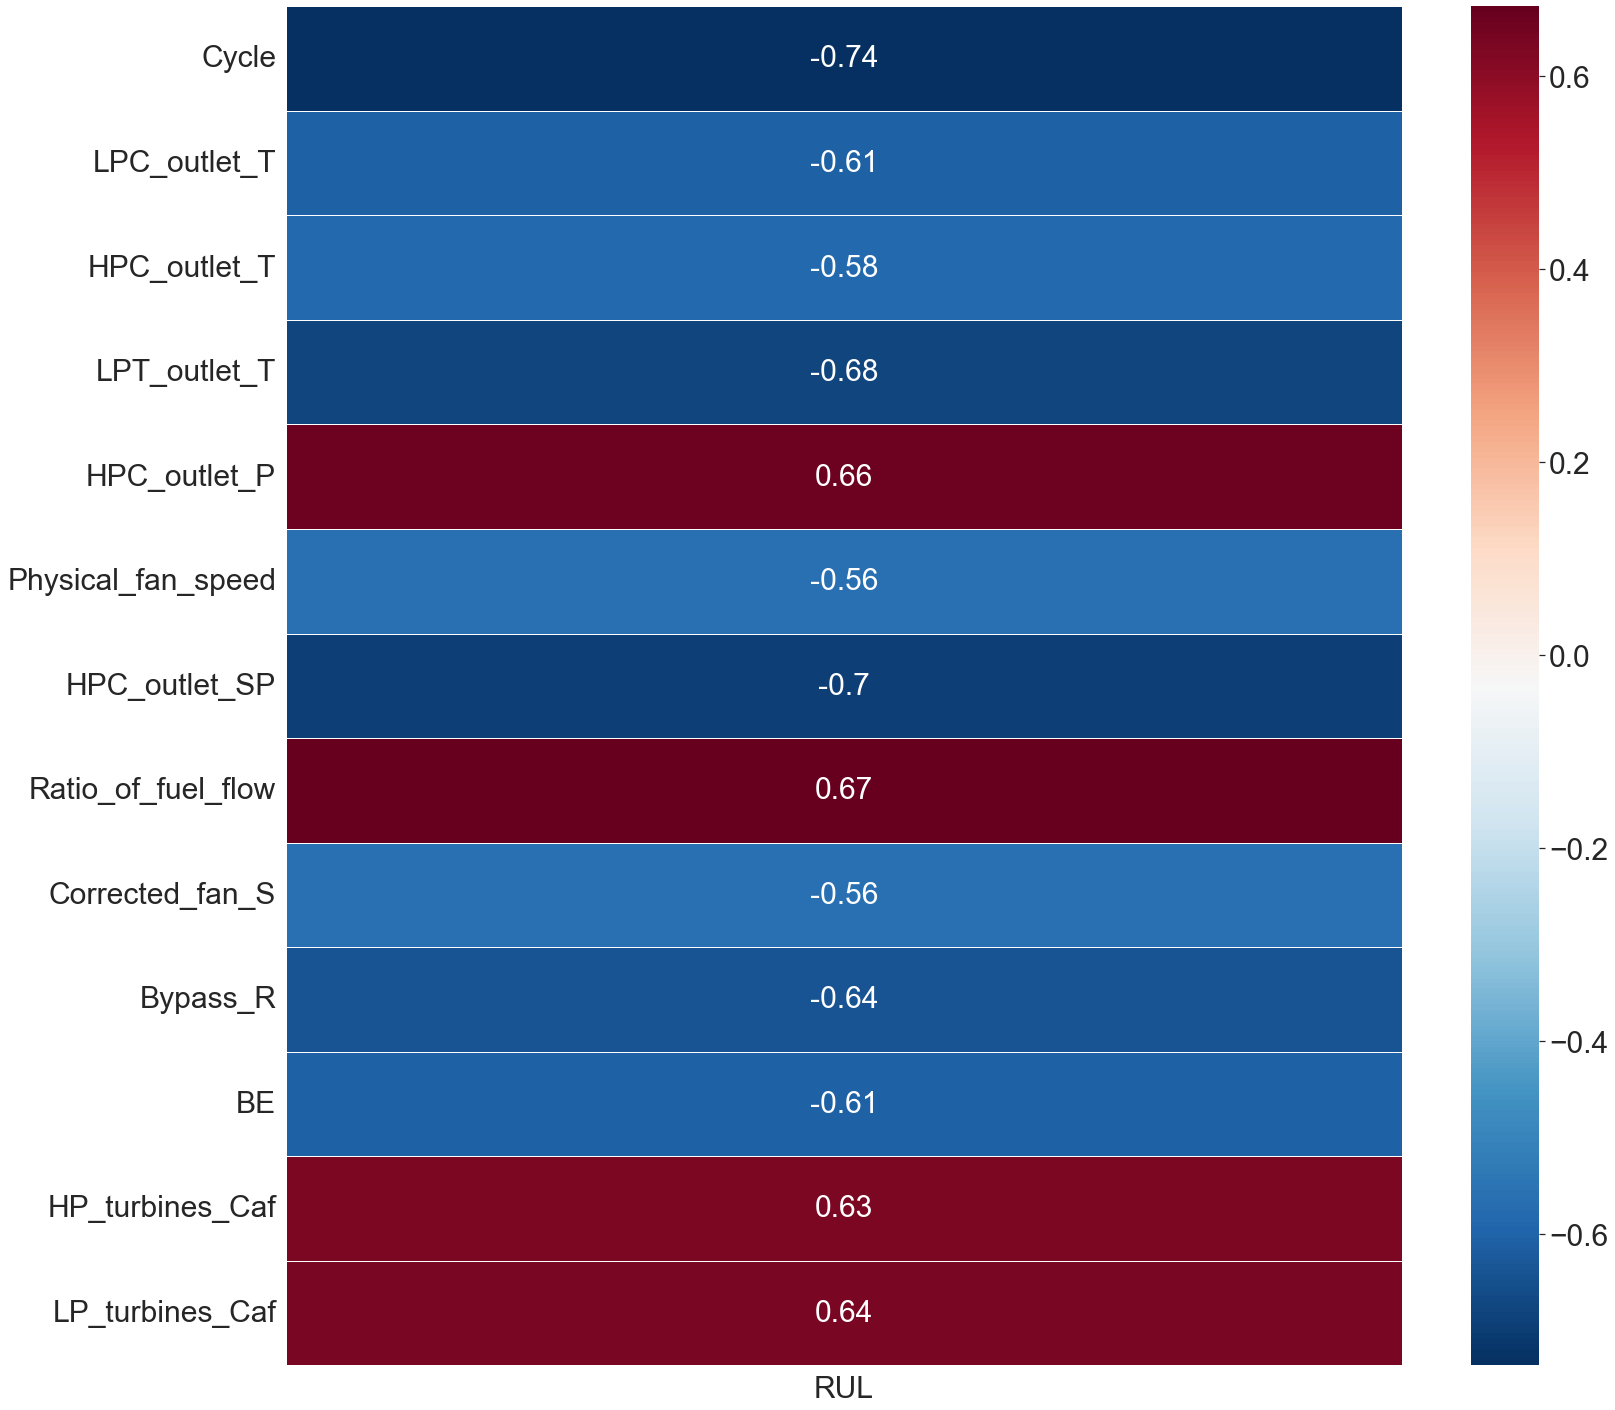 Cycle -0.74
LPC_outlet_T -0.61
HPC_outlet_T -0.58
LPT_outlet_T -0.68
HPC_outlet_P 0.66
Physical_fan_speed -0.56
HPC_outlet_SP -0.7
Ratio_of_fuel_flow 0.67
Corrected_fan_S -0.56
Bypass_R -0.64
BE -0.61
HP_turbines_Caf 0.63
LP_turbines_Caf 0.64
RUL
0.6
0.4
0.2
0.0
−0.2
−0.4
−0.6